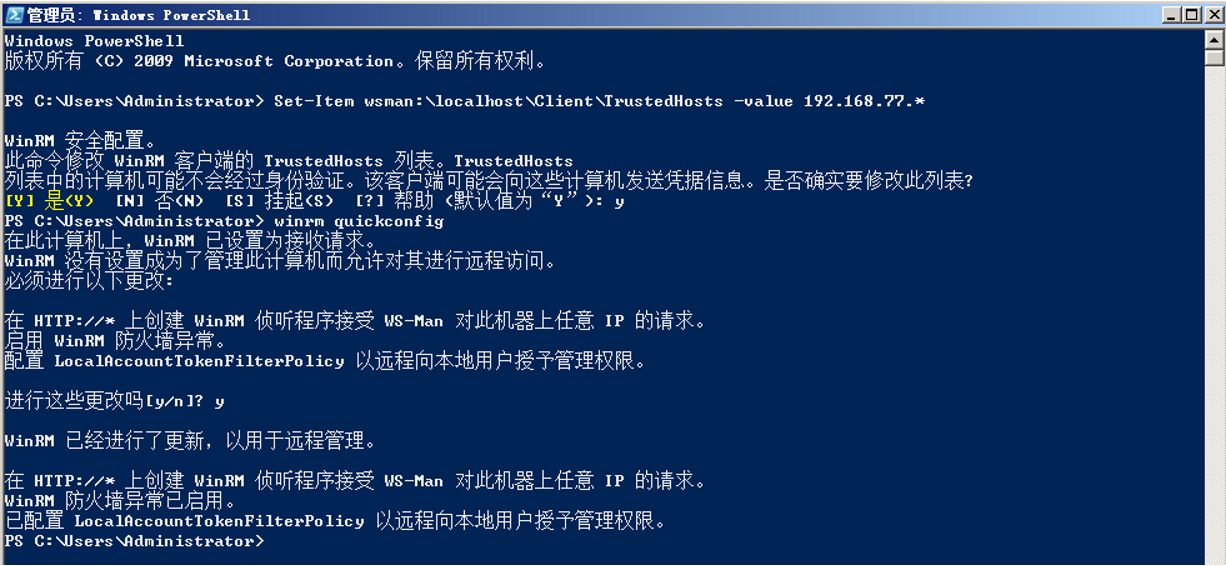 管理员: Windows PowerShell
Windows PowerShell
版权所有 (C) 2009 Microsoft Corporation。保留所有权利。
PS C:\Users\Administrator> Set-Item wsman:\localhost\Client\TrustedHosts -value 192.168.77.*
WinRM 安全配置。
此命令修改 WinRM 客户端的 TrustedHosts 列表。TrustedHosts
列表中的计算机可能不会经过身份验证。该客户端可能会向这些计算机发送凭据信息。是否确实要修改此列表?
[Y] 是(Y)  [N] 否(N)  [S] 挂起(S)  [?] 帮助 (默认值为“Y”): y
PS C:\Users\Administrator> winrm quickconfig
在此计算机上，WinRM 已设置为接收请求。
WinRM 没有设置成为了管理此计算机而允许对其进行远程访问。
必须进行以下更改:
在 HTTP://* 上创建 WinRM 侦听程序接受 WS-Man 对此机器上任意 IP 的请求。
启用 WinRM 防火墙异常。
配置 LocalAccountTokenFilterPolicy 以远程向本地用户授予管理权限。
进行这些更改吗[y/n]? y
WinRM 已经进行了更新，以用于远程管理。
在 HTTP://* 上创建 WinRM 侦听程序接受 WS-Man 对此机器上任意 IP 的请求。
WinRM 防火墙异常已启用。
已配置 LocalAccountTokenFilterPolicy 以远程向本地用户授予管理权限。
PS C:\Users\Administrator>